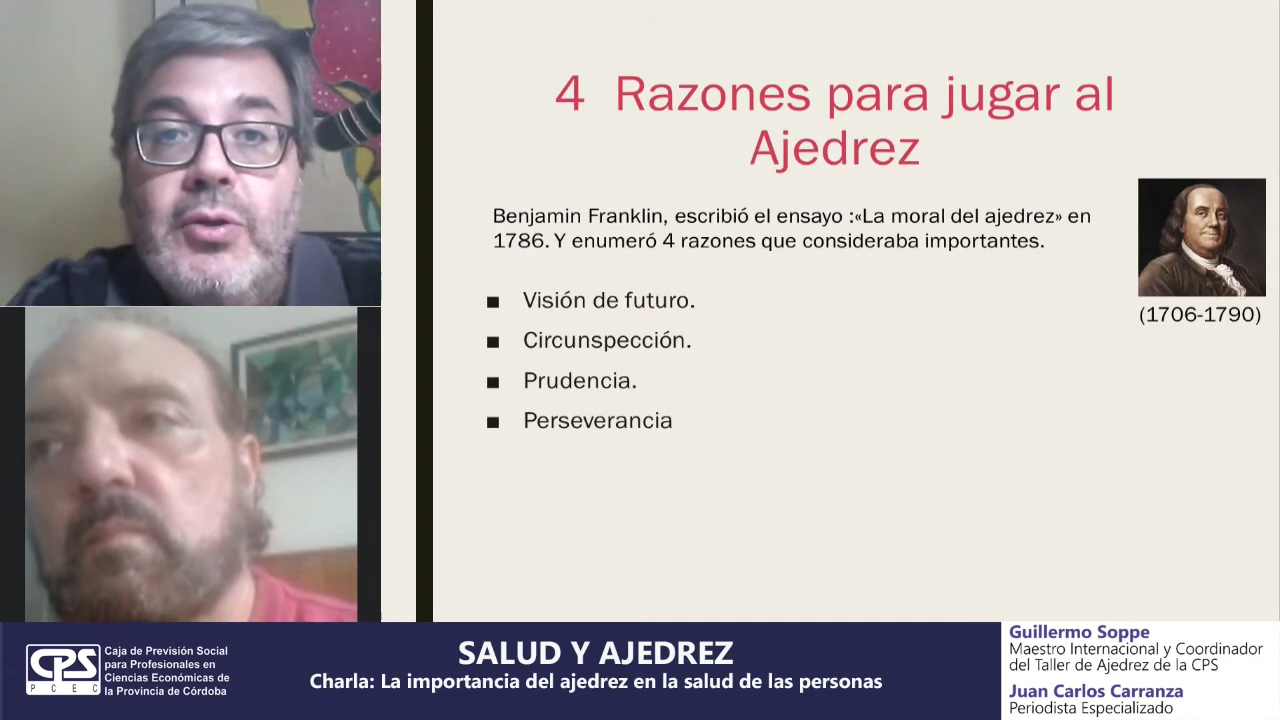 4 Razones para jugar al
Ajedrez
Benjamin Franklin, escribió el ensayo :«La moral del ajedrez» en
1786. Y enumeró 4 razones que consideraba importantes.
(1706-1790)
■ Visión de futuro.
■ Circunspección.
■ Prudencia.
■ Perseverancia
CPS
PCEC
Caja de Previsión Social
para Profesionales en
Ciencias Económicas de
la Provincia de Córdoba
SALUD Y AJEDREZ
Charla: La importancia del ajedrez en la salud de las personas
Guillermo Soppe
Maestro Internacional y Coordinador
del Taller de Ajedrez de la CPS
Juan Carlos Carranza
Periodista Especializado